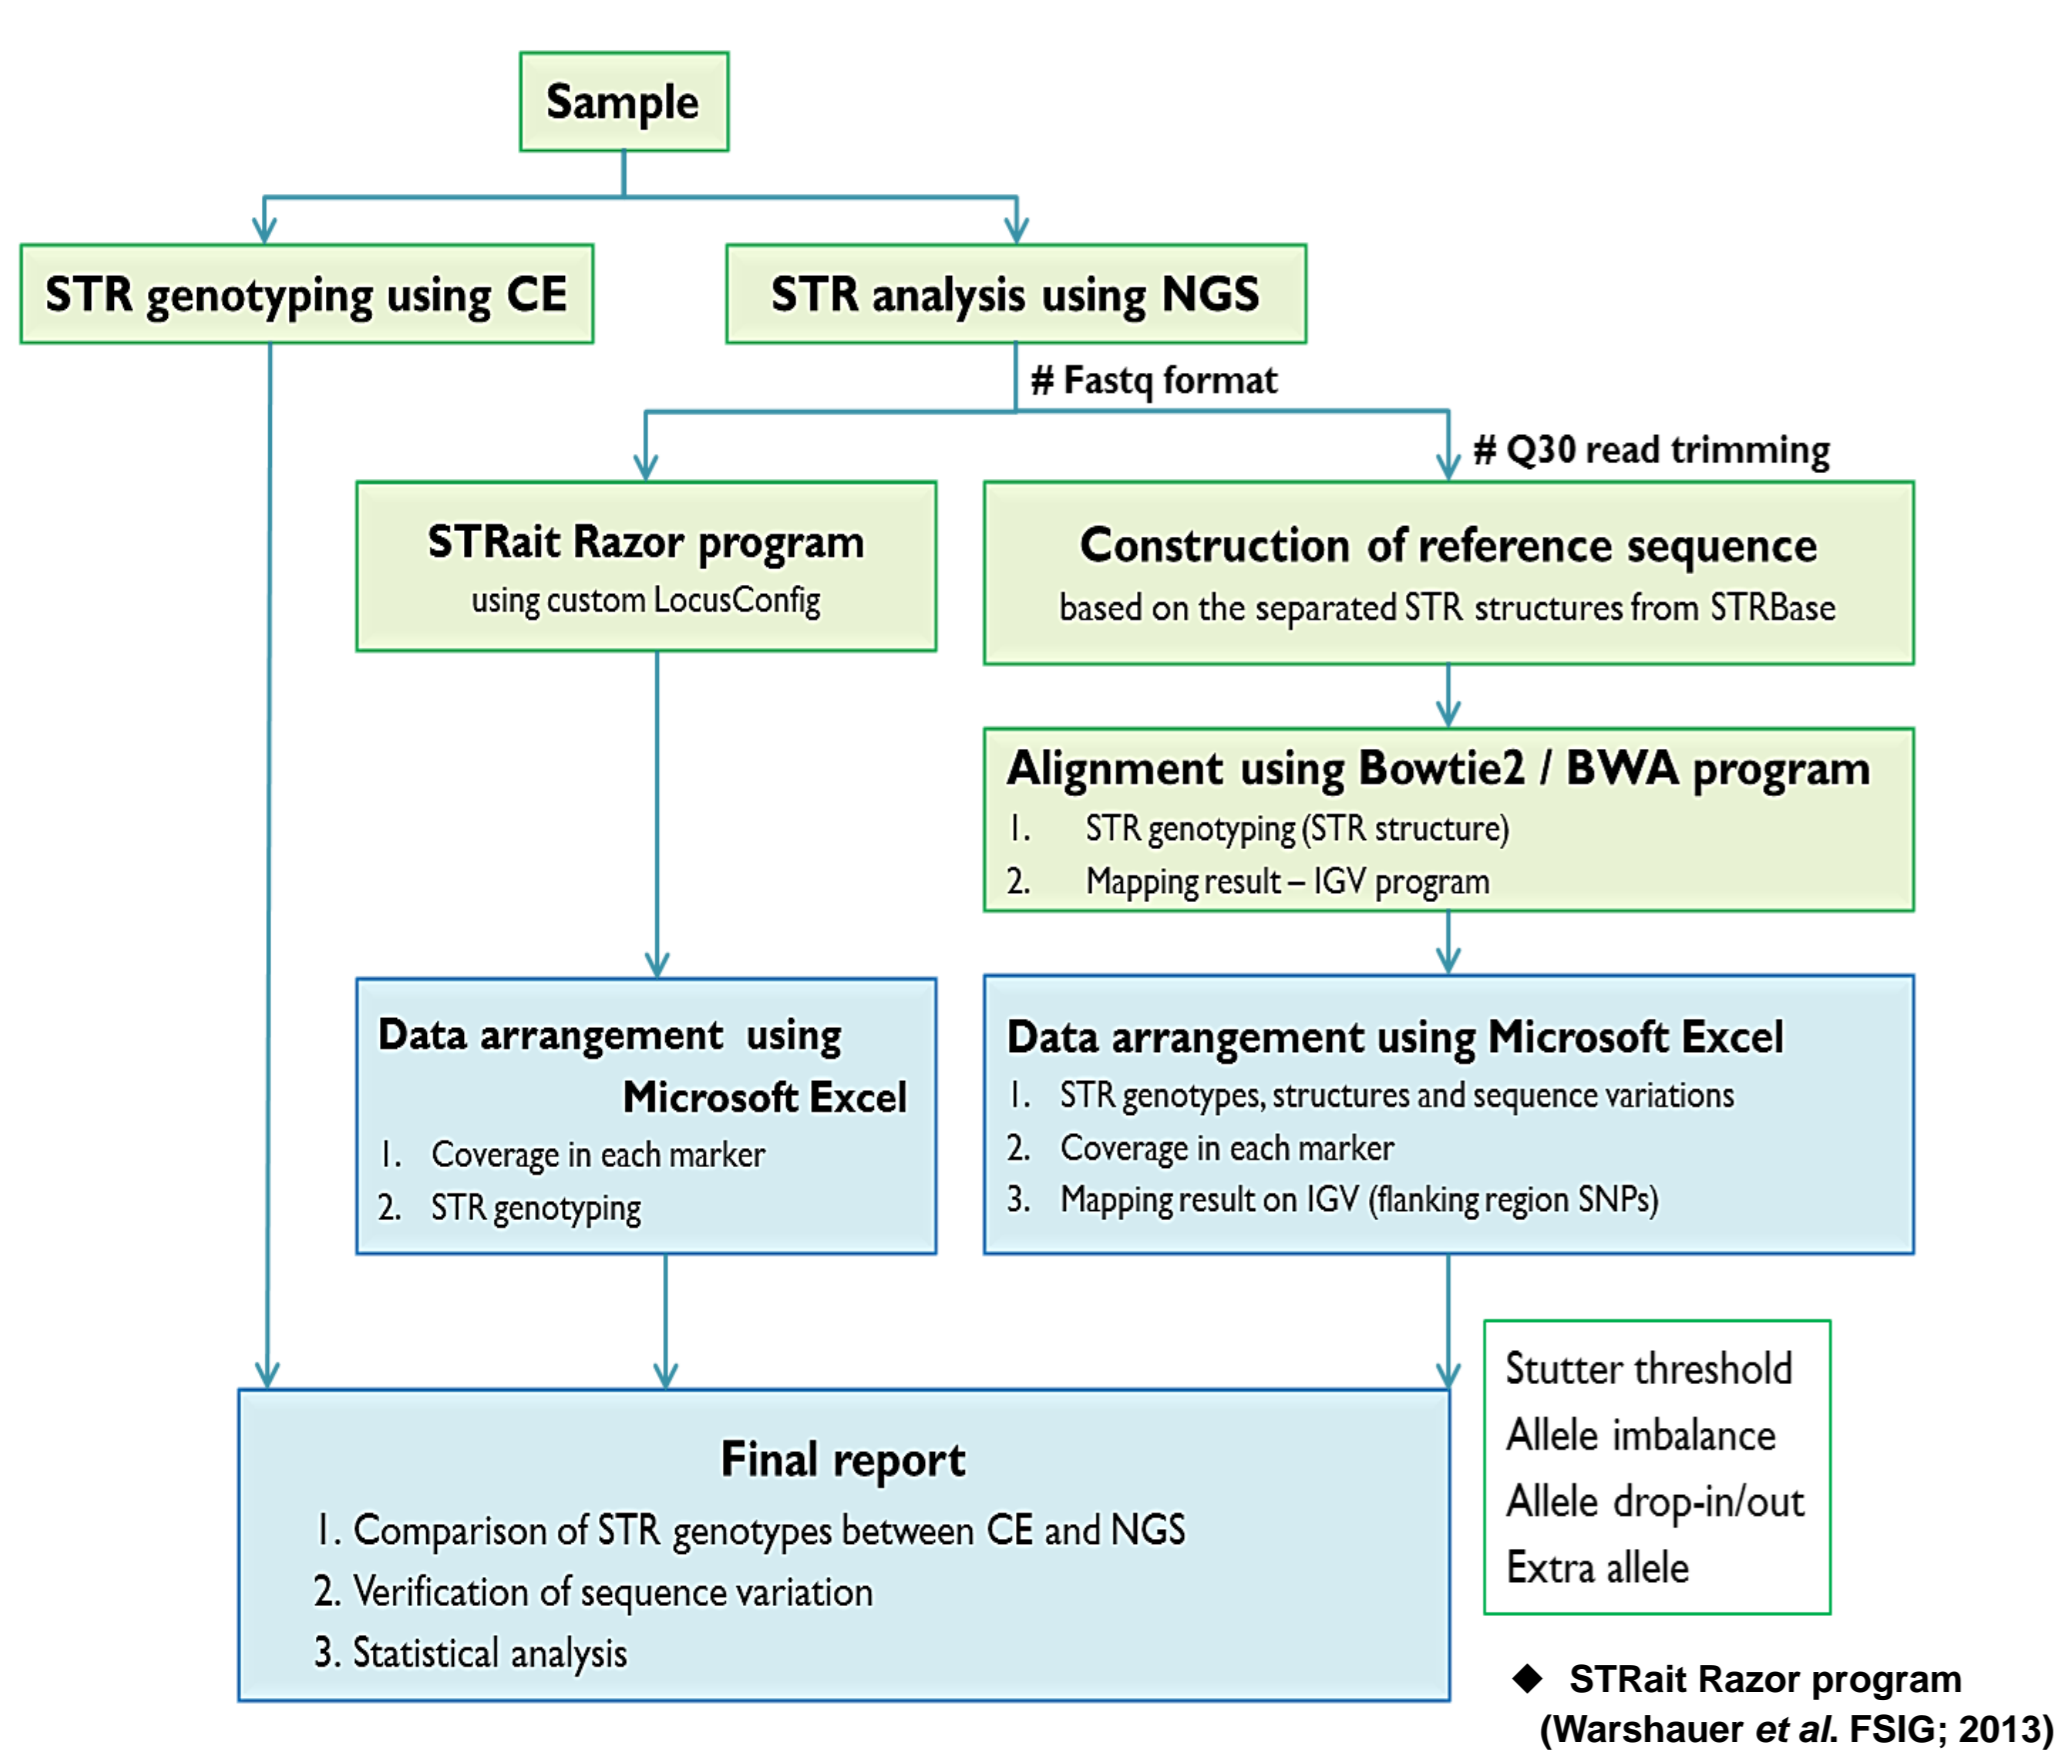 Sample
STR genotyping using CE
STR analysis using NGS
# Fastq format
# Q30 read trimming
STRait Razor program
using custom LocusConfig
Construction of reference sequence
based on the separated STR structures from STRBase
Alignment using Bowtie2 / BWA program
1. STR genotyping (STR structure)
2. Mapping result – IGV program
Data arrangement using
Microsoft Excel
1. Coverage in each marker
2. STR genotyping
Data arrangement using Microsoft Excel
1. STR genotypes, structures and sequence variations
2. Coverage in each marker
3. Mapping result on IGV (flanking region SNPs)
Final report
1. Comparison of STR genotypes between CE and NGS
2. Verification of sequence variation
3. Statistical analysis
Stutter threshold
Allele imbalance
Allele drop-in/out
Extra allele
◆ STRait Razor program
(Warshauer et al. FSIG; 2013)